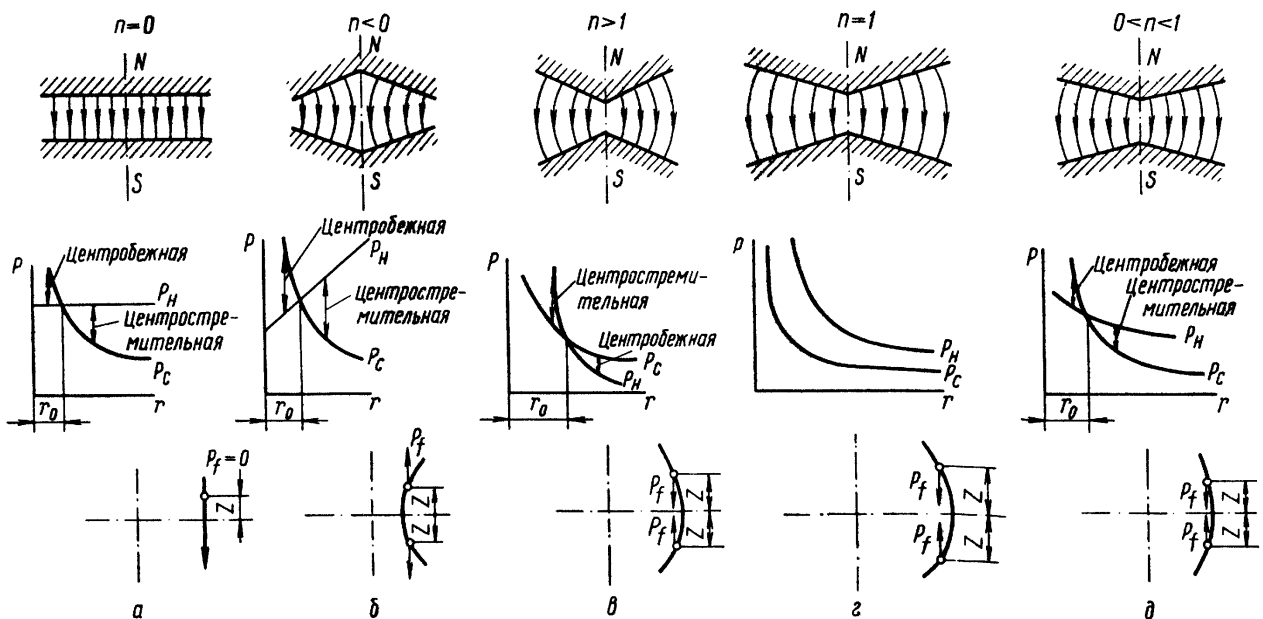 n=0
n<0
n>1
n=1
0<n<1
N
N
N
N
N
S
S
S
S
S
P
Центробежная
P_H
Центростре-
мительная
P_C
r_0
r
P
Центробежная
P_H
Центростре-
мительная
P_C
r_0
r
P
Центростреми-
тельная
Центробежная
P_C
P_H
r_0
r
P
P_H
P_C
r
P
Центробежная
Центростре-
мительная
P_H
P_C
r_0
r
P_f=0
Z
P_f
Z
Z
P_f
P_f
Z
Z
P_f
P_f
Z
Z
P_f
P_f
Z
Z
а
б
в
г
д